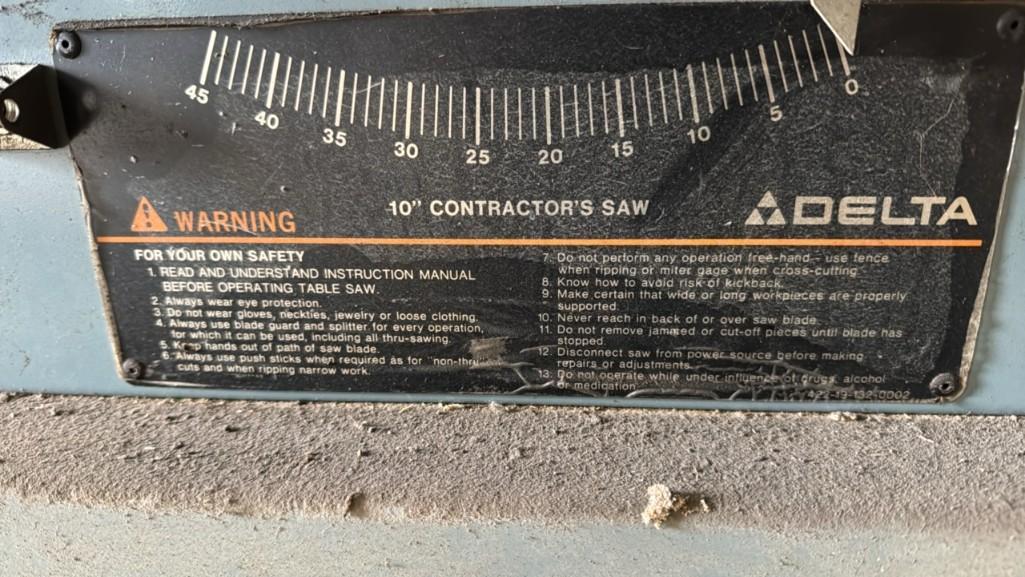 45 40 35 30 25 20 15 10 5 0
WARNING
10" CONTRACTOR'S SAW
DELTA
FOR YOUR OWN SAFETY
1. READ AND UNDERSTAND INSTRUCTION MANUAL
BEFORE OPERATING TABLE SAW.
2. Always wear eye protection.
3. Do not wear gloves, neckties, jewelry or loose clothing.
4. Always use blade guard and splitter for every operation,
for which it can be used, including all thru-sawing.
5. Keep hands out of path of saw blade.
6. Always use push sticks when required as for "non-thru"
cuts and when ripping narrow work.
7. Do not perform any operation free-hand - use fence
when ripping or miter gage when cross-cutting.
8. Know how to avoid risk of kickback.
9. Make certain that wide or long workpieces are properly
supported.
10. Never reach in back of or over saw blade.
11. Do not remove jammed or cut-off pieces until blade has
stopped.
12. Disconnect saw from power source before making
repairs or adjustments.
13. Do not operate while under influence of drugs, alcohol
or medication.
422-19-132-0002